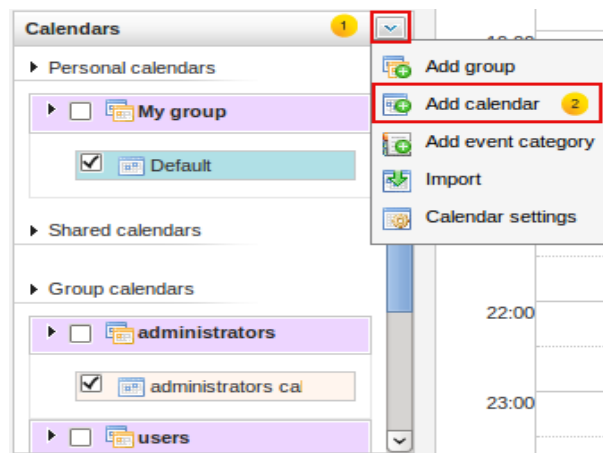 Calendars 1
Personal calendars
My group
Default
Shared calendars
Group calendars
administrators
administrators cal
users
Add group
Add calendar 2
Add event category
Import
Calendar settings
22:00
23:00